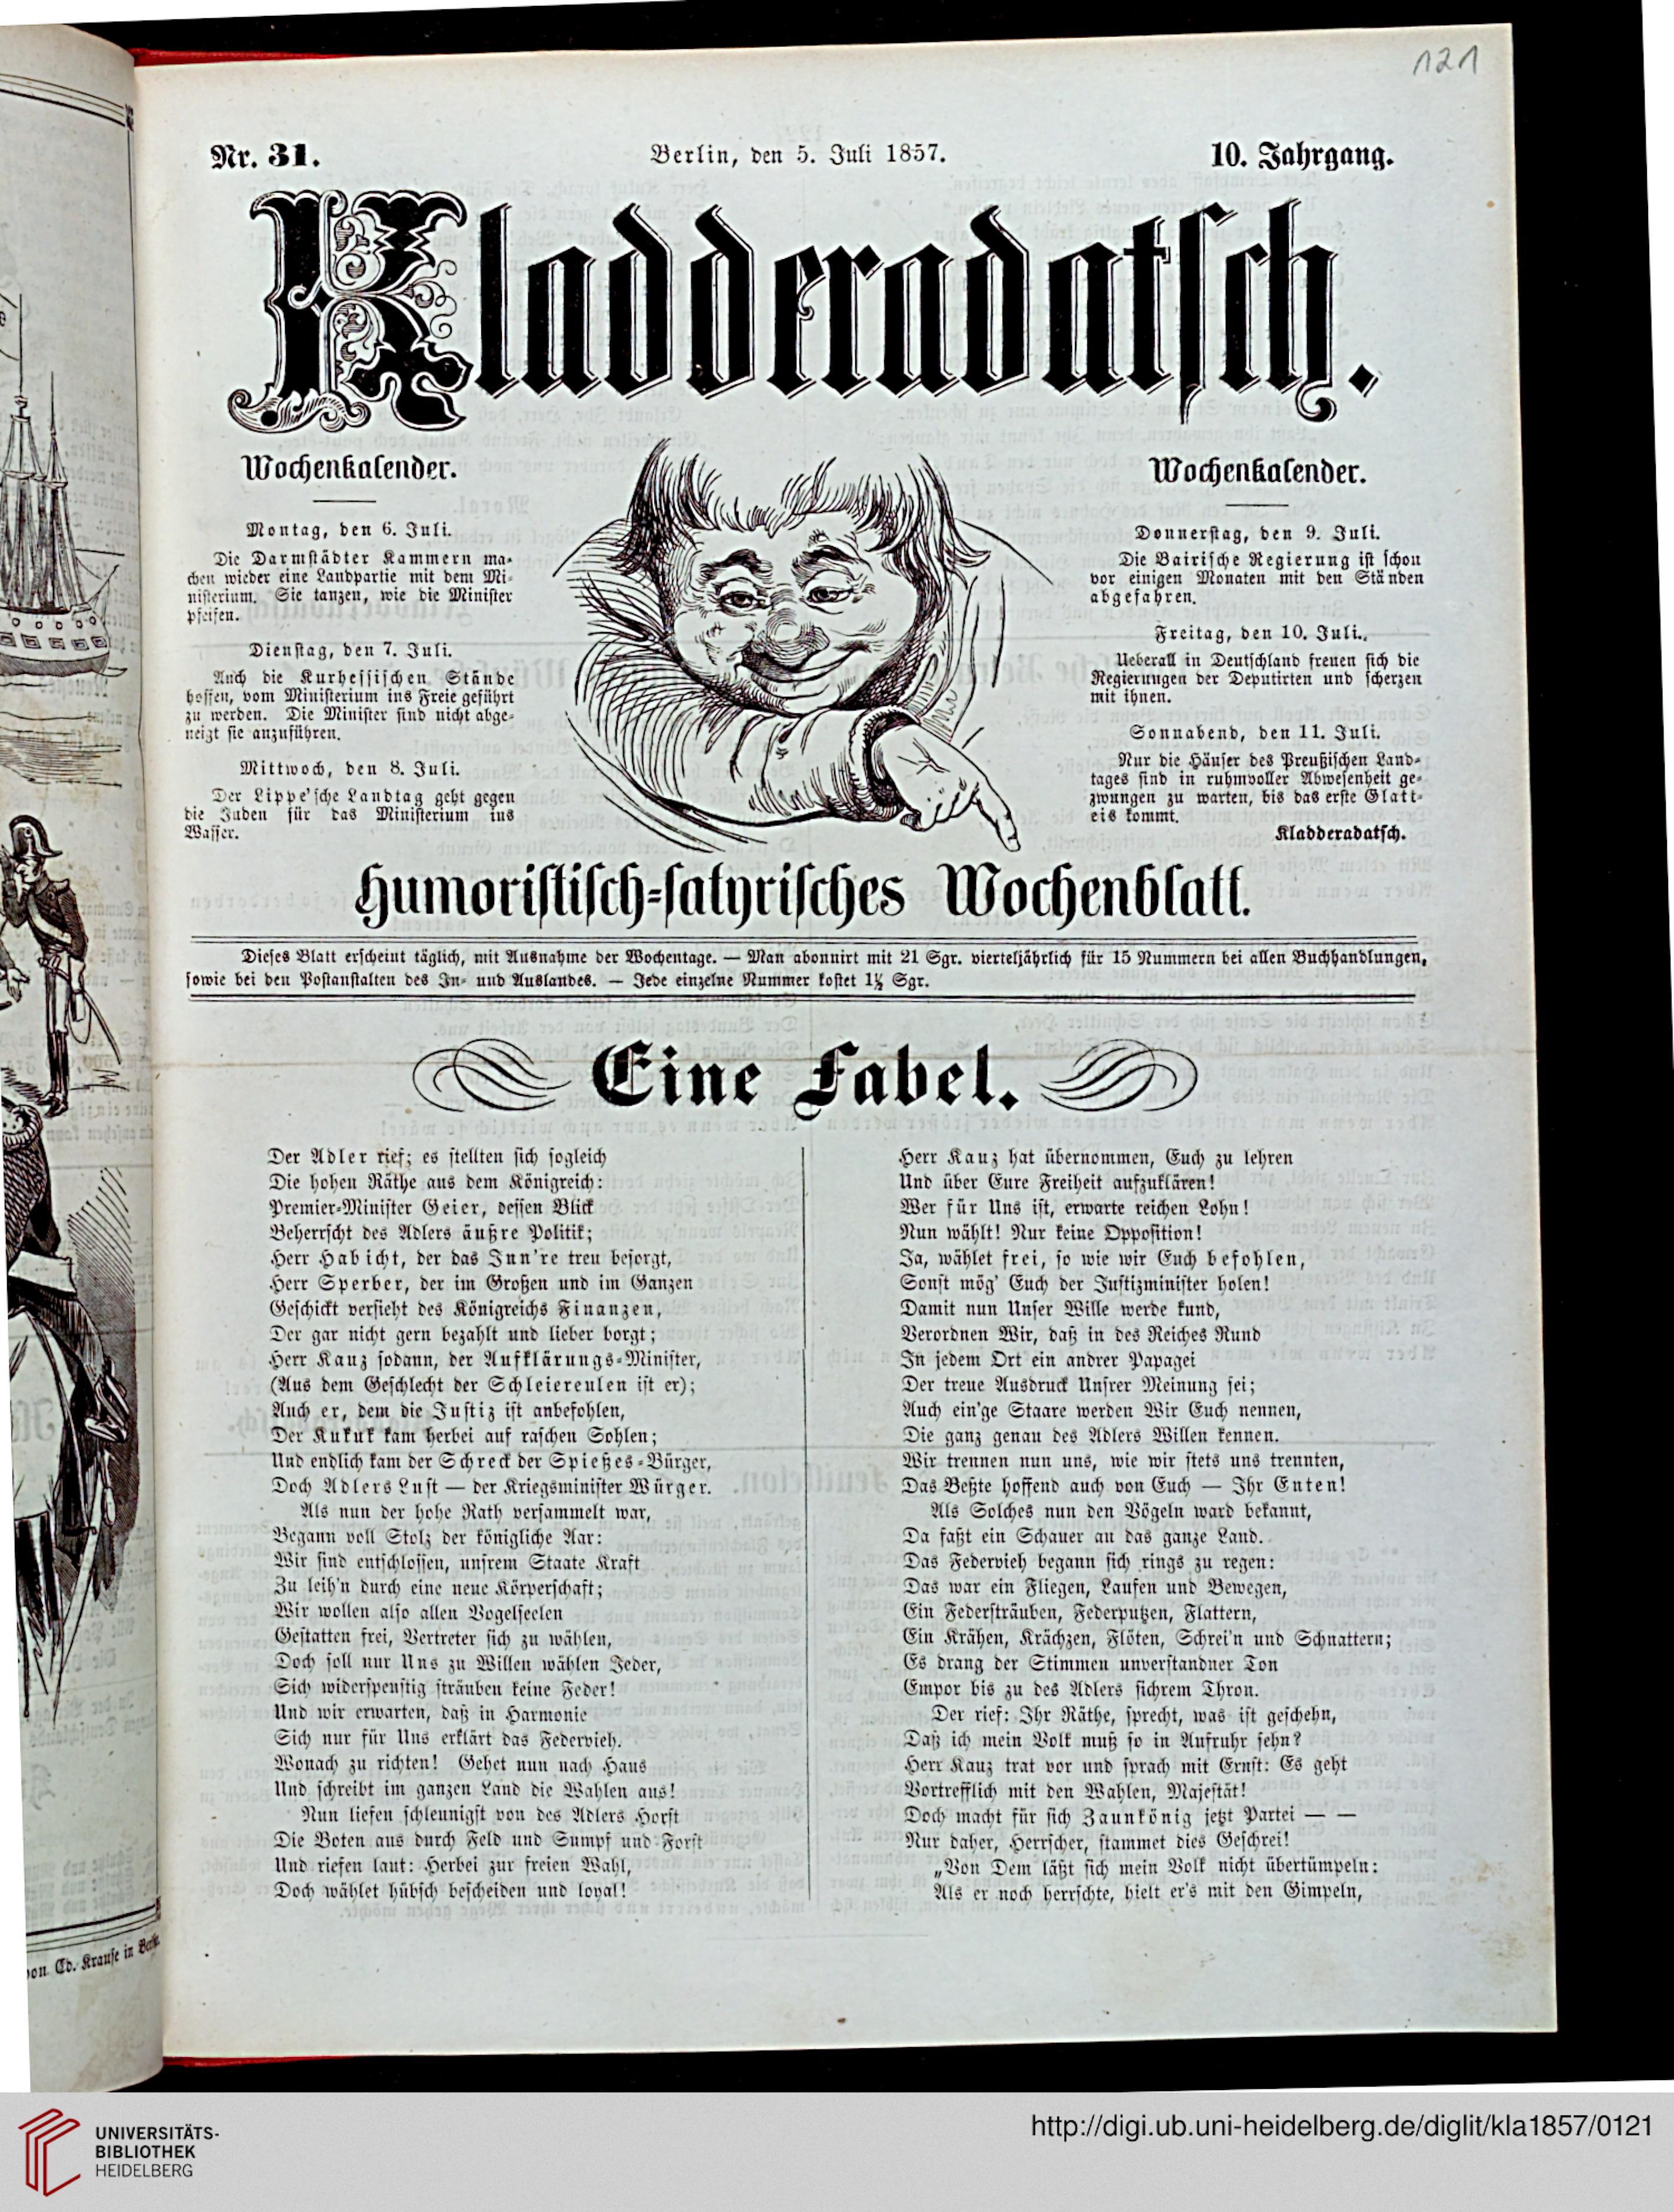 121
Nr. 31.
Berlin, den 5. Juli 1857.
10. Jahrgang.
Kladderadatſch.
Wochenkalender.
Montag, den 6. Juli.
Die Darmſtädter Kammern ma-
chen wieder eine Landpartie mit dem Mi-
niſterium. Sie tanzen, wie die Miniſter
pfeifen.
Dienſtag, den 7. Juli.
Auch die Kurheſſiſchen Stände
hoffen, vom Miniſterium ins Freie geführt
zu werden. Die Miniſter ſind nicht abge-
neigt ſie anzuführen.
Mittwoch, den 8. Juli.
Der Lippe'ſche Landtag geht gegen
die Juden für das Miniſterium ins
Waſſer.
Wochenkalender.
Donnerſtag, den 9. Juli.
Die Bairiſche Regierung iſt ſchon
vor einigen Monaten mit den Ständen
abgefahren.
Freitag, den 10. Juli.
Ueberall in Deutſchland freuen ſich die
Regierungen der Deputirten und ſcherzen
mit ihnen.
Sonnabend, den 11. Juli.
Nur die Häuſer des Preußiſchen Land-
tages ſind in ruhmvoller Abweſenheit ge-
zwungen zu warten, bis das erſte Glatt-
eis kommt.
Kladderadatſch.
Humoriſtiſch-ſatyriſches Wochenblatt.
Dieſes Blatt erſcheint täglich, mit Ausnahme der Wochentage. — Man abonnirt mit 21 Sgr. vierteljährlich für 15 Nummern bei allen Buchhandlungen,
ſowie bei den Poſtanſtalten des In- und Auslandes. — Jede einzelne Nummer koſtet 1½ Sgr.
Eine Fabel.
Der Adler rief; es ſtellten ſich ſogleich
Die hohen Räthe aus dem Königreich:
Premier-Miniſter Geier, deſſen Blick
Beherrſcht des Adlers äußre Politik;
Herr Habicht, der das Inn're treu beſorgt,
Herr Sperber, der im Großen und im Ganzen
Geſchickt verſieht des Königreichs Finanzen,
Der gar nicht gern bezahlt und lieber borgt;
Herr Kauz ſodann, der Aufklärungs-Miniſter,
(Aus dem Geſchlecht der Schleiereulen iſt er);
Auch er, dem die Juſtiz iſt anbefohlen,
Der Kukuk kam herbei auf raſchen Sohlen;
Und endlich kam der Schreck der Spießes-Bürger,
Doch Adlers Luſt — der Kriegsminiſter Würger.
Als nun der hohe Rath verſammelt war,
Begann voll Stolz der königliche Aar:
Wir ſind entſchloſſen, unſrem Staate Kraft
Zu leih'n durch eine neue Körperſchaft;
Wir wollen alſo allen Vogelſeelen
Geſtatten frei, Vertreter ſich zu wählen,
Doch ſoll nur Uns zu Willen wählen Jeder,
Sich widerſpenſtig ſträuben keine Feder!
Und wir erwarten, daß in Harmonie
Sich nur für Uns erklärt das Federvieh.
Wonach zu richten! Gehet nun nach Haus
Und ſchreibt im ganzen Land die Wahlen aus!
Nun liefen ſchleunigſt von des Adlers Horſt
Die Boten aus durch Feld und Sumpf und Forſt
Und riefen laut: Herbei zur freien Wahl,
Doch wählet hübſch beſcheiden und loyal!
Herr Kauz hat übernommen, Euch zu lehren
Und über Eure Freiheit aufzuklären!
Wer für Uns iſt, erwarte reichen Lohn!
Nun wählt! Nur keine Oppoſition!
Ja, wählet frei, ſo wie wir Euch befohlen,
Sonſt mög' Euch der Juſtizminiſter holen!
Damit nun Unſer Wille werde kund,
Verordnen Wir, daß in des Reiches Rund
In jedem Ort ein andrer Papagei
Der treue Ausdruck Unſrer Meinung ſei;
Auch ein'ge Staare werden Wir Euch nennen,
Die ganz genau des Adlers Willen kennen.
Wir trennen nun uns, wie wir ſtets uns trennten,
Das Beßte hoffend auch von Euch — Ihr Enten!
Als Solches nun den Vögeln ward bekannt,
Da faßt ein Schauer an das ganze Land.
Das Federvieh begann ſich rings zu regen:
Das war ein Fliegen, Laufen und Bewegen,
Ein Federſträuben, Federputzen, Flattern,
Ein Krähen, Krächzen, Flöten, Schrei'n und Schnattern;
Es drang der Stimmen unverſtandner Ton
Empor bis zu des Adlers ſichrem Thron.
Der rief: Ihr Räthe, ſprecht, was iſt geſchehn,
Daß ich mein Volk muß ſo in Aufruhr ſehn?
Herr Kauz trat vor und ſprach mit Ernſt: Es geht
Vortrefflich mit den Wahlen, Majeſtät!
Doch macht für ſich Zaunkönig jetzt Partei — —
Nur daher, Herrſcher, ſtammet dies Geſchrei!
„Von Dem läßt ſich mein Volk nicht übertümpeln:
Als er noch herrſchte, hielt er's mit den Gimpeln,
von Ed. Krauſe in Berlin.
UNIVERSITÄTS-
BIBLIOTHEK
HEIDELBERG
http://digi.ub.uni-heidelberg.de/diglit/kla1857/0121